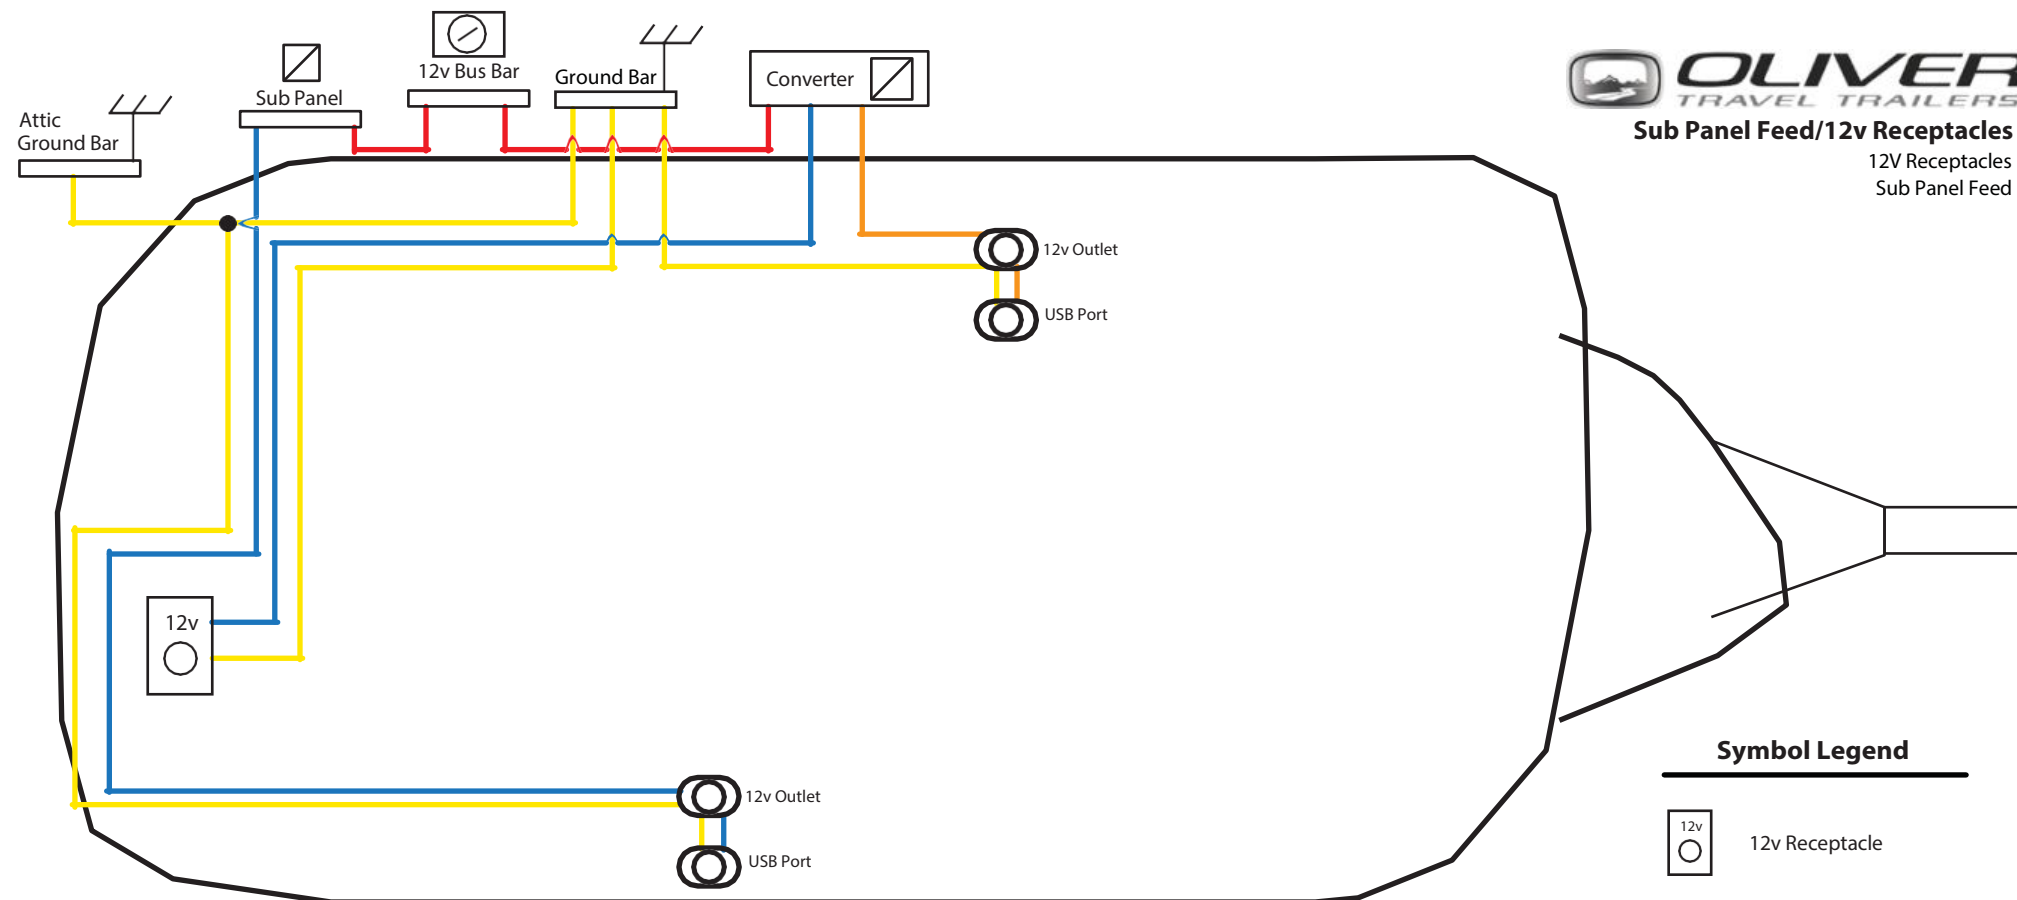 12v Bus Bar
Ground Bar
Converter
Sub Panel
Attic
Ground Bar
OLIVER
TRAVEL TRAILERS
Sub Panel Feed/12v Receptacles
12V Receptacles
Sub Panel Feed
12v Outlet
USB Port
12v
12v Outlet
USB Port
Symbol Legend
12v
12v Receptacle